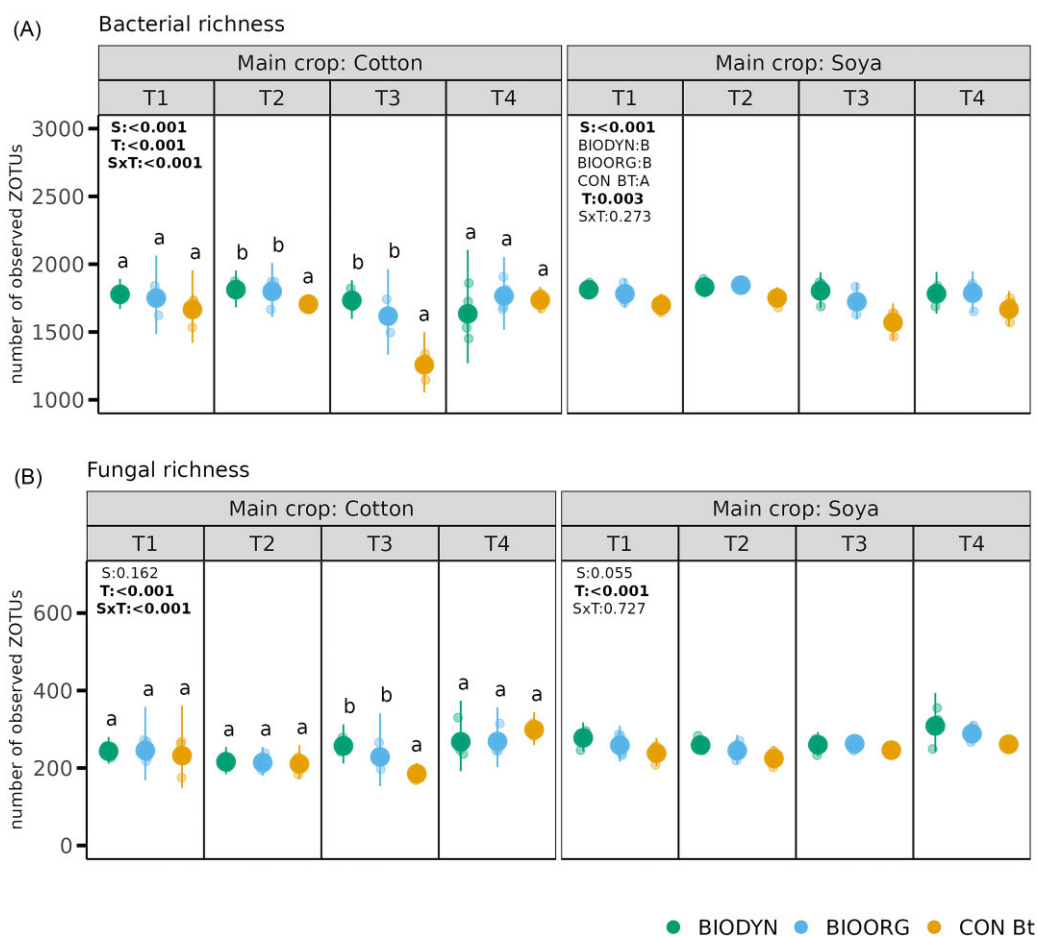 (A) Bacterial richness
Main crop: Cotton Main crop: Soya
T1 T2 T3 T4 T1 T2 T3 T4
number of observed ZOTUs
3000
2500
2000
1500
1000
S:<0.001
T:<0.001
SxT:<0.001
a a a b b a b b a a a a
S:<0.001
BIODYN:B
BIOORG:B
CON BT:A
T:0.003
SxT:0.273
(B) Fungal richness
Main crop: Cotton Main crop: Soya
T1 T2 T3 T4 T1 T2 T3 T4
number of observed ZOTUs
600
400
200
0
S:0.162
T:<0.001
SxT:<0.001
a a a a a a b b a a a a
S:0.055
T:<0.001
SxT:0.727
BIODYN BIOORG CON Bt